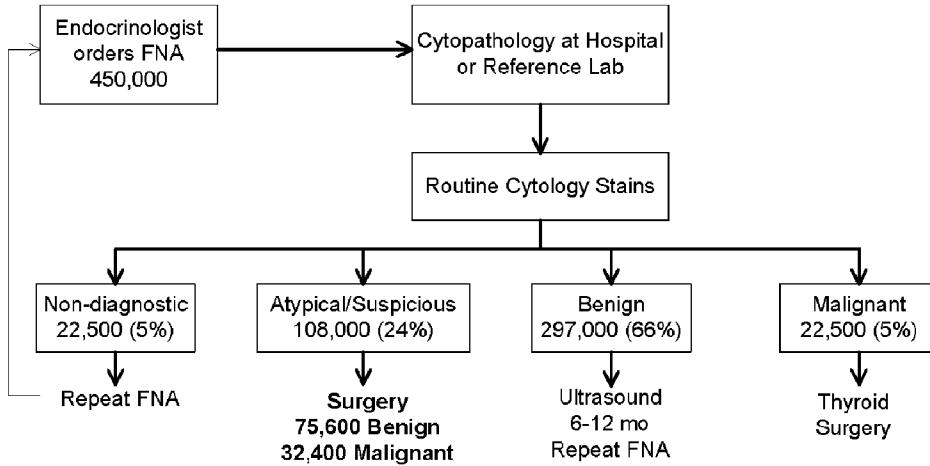 Endocrinologist
orders FNA
450,000
Cytopathology at Hospital
or Reference Lab
Routine Cytology Stains
Non-diagnostic
22,500 (5%)
Atypical/Suspicious
108,000 (24%)
Benign
297,000 (66%)
Malignant
22,500 (5%)
Repeat FNA
Surgery
75,600 Benign
32,400 Malignant
Ultrasound
6-12 mo
Repeat FNA
Thyroid
Surgery